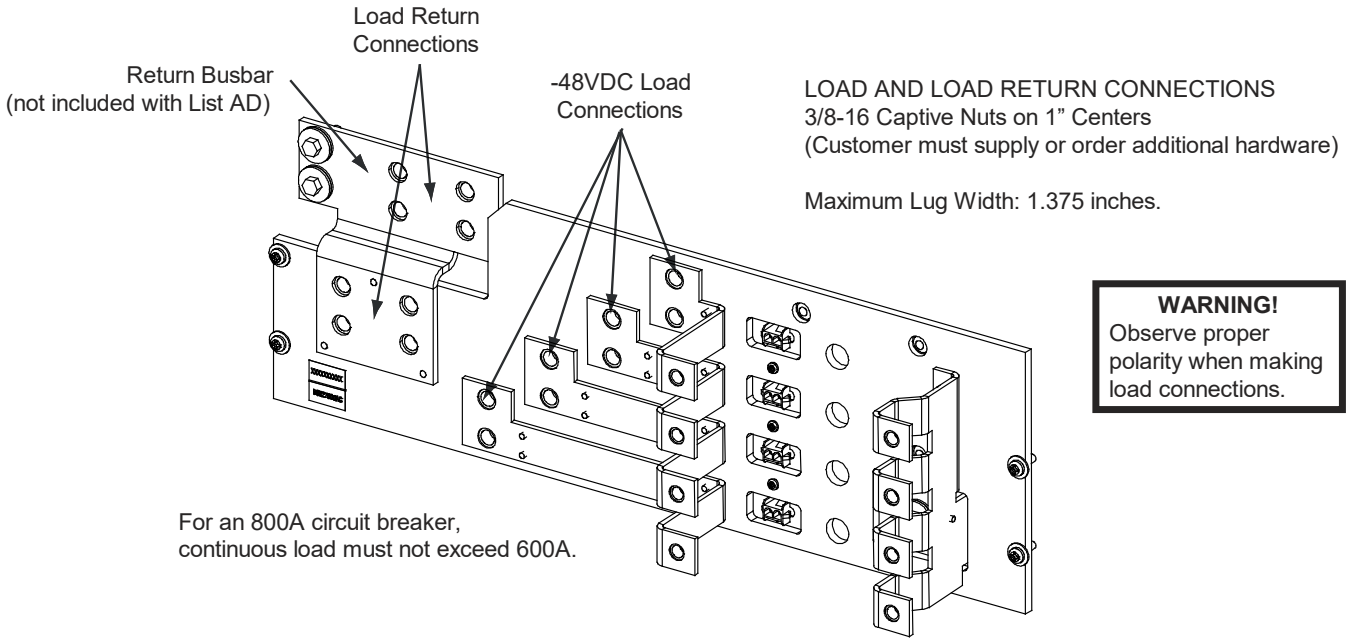 Load Return
Connections
Return Busbar
(not included with List AD)
-48VDC Load
Connections
LOAD AND LOAD RETURN CONNECTIONS
3/8-16 Captive Nuts on 1” Centers
(Customer must supply or order additional hardware)
Maximum Lug Width: 1.375 inches.
WARNING!
Observe proper
polarity when making
load connections.
For an 800A circuit breaker,
continuous load must not exceed 600A.